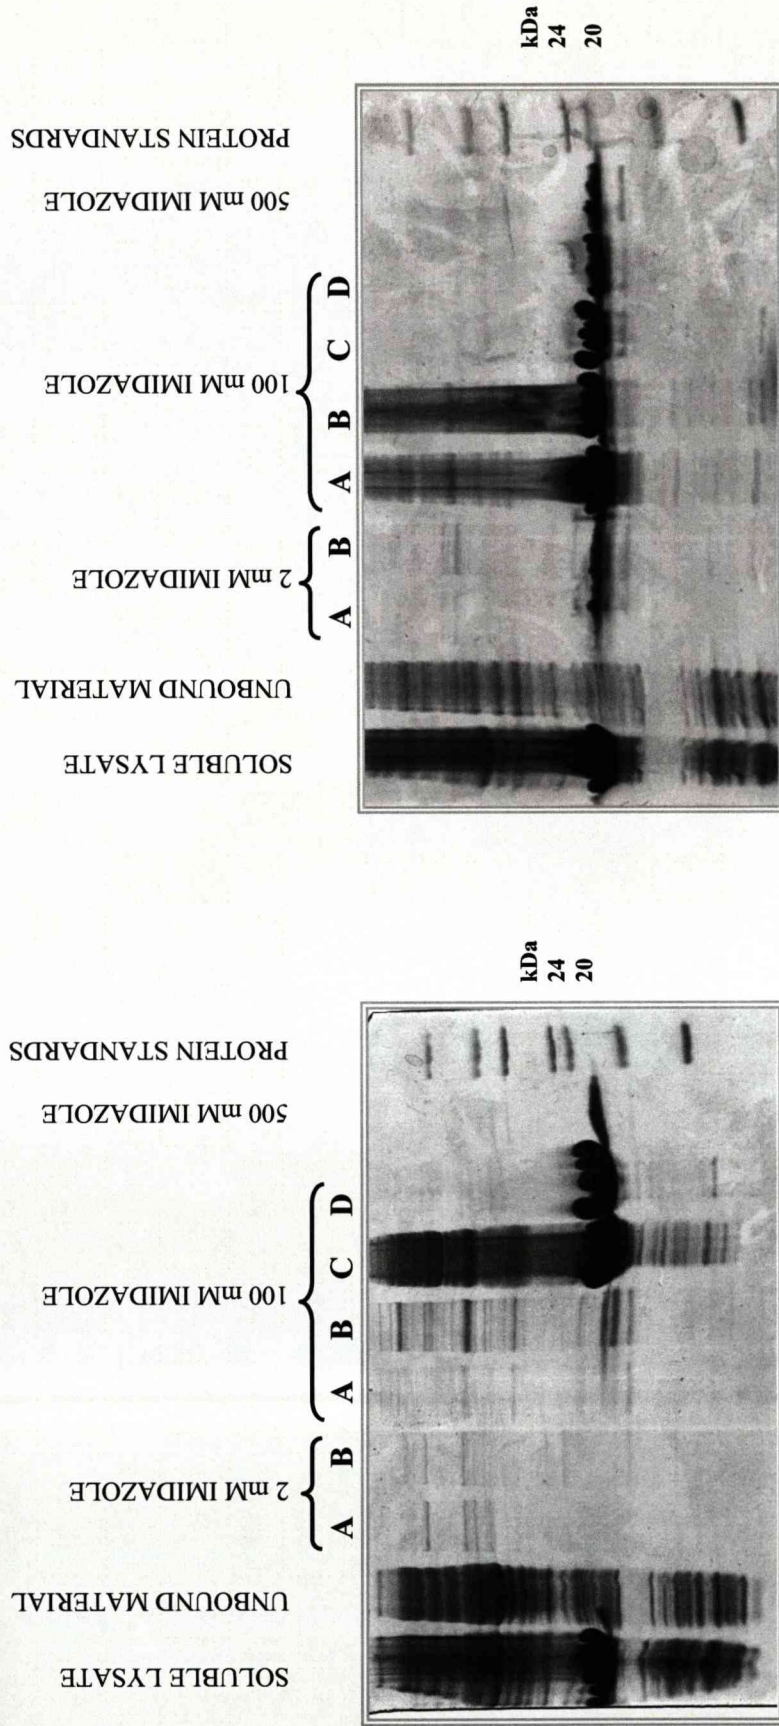 SOLUBLE LYSATE
UNBOUND MATERIAL
2 mM IMIDAZOLE
A B
100 mM IMIDAZOLE
A B C D
500 mM IMIDAZOLE
PROTEIN STANDARDS
kDa
24
20
SOLUBLE LYSATE
UNBOUND MATERIAL
2 mM IMIDAZOLE
A B
100 mM IMIDAZOLE
A B C D
500 mM IMIDAZOLE
PROTEIN STANDARDS
kDa
24
20